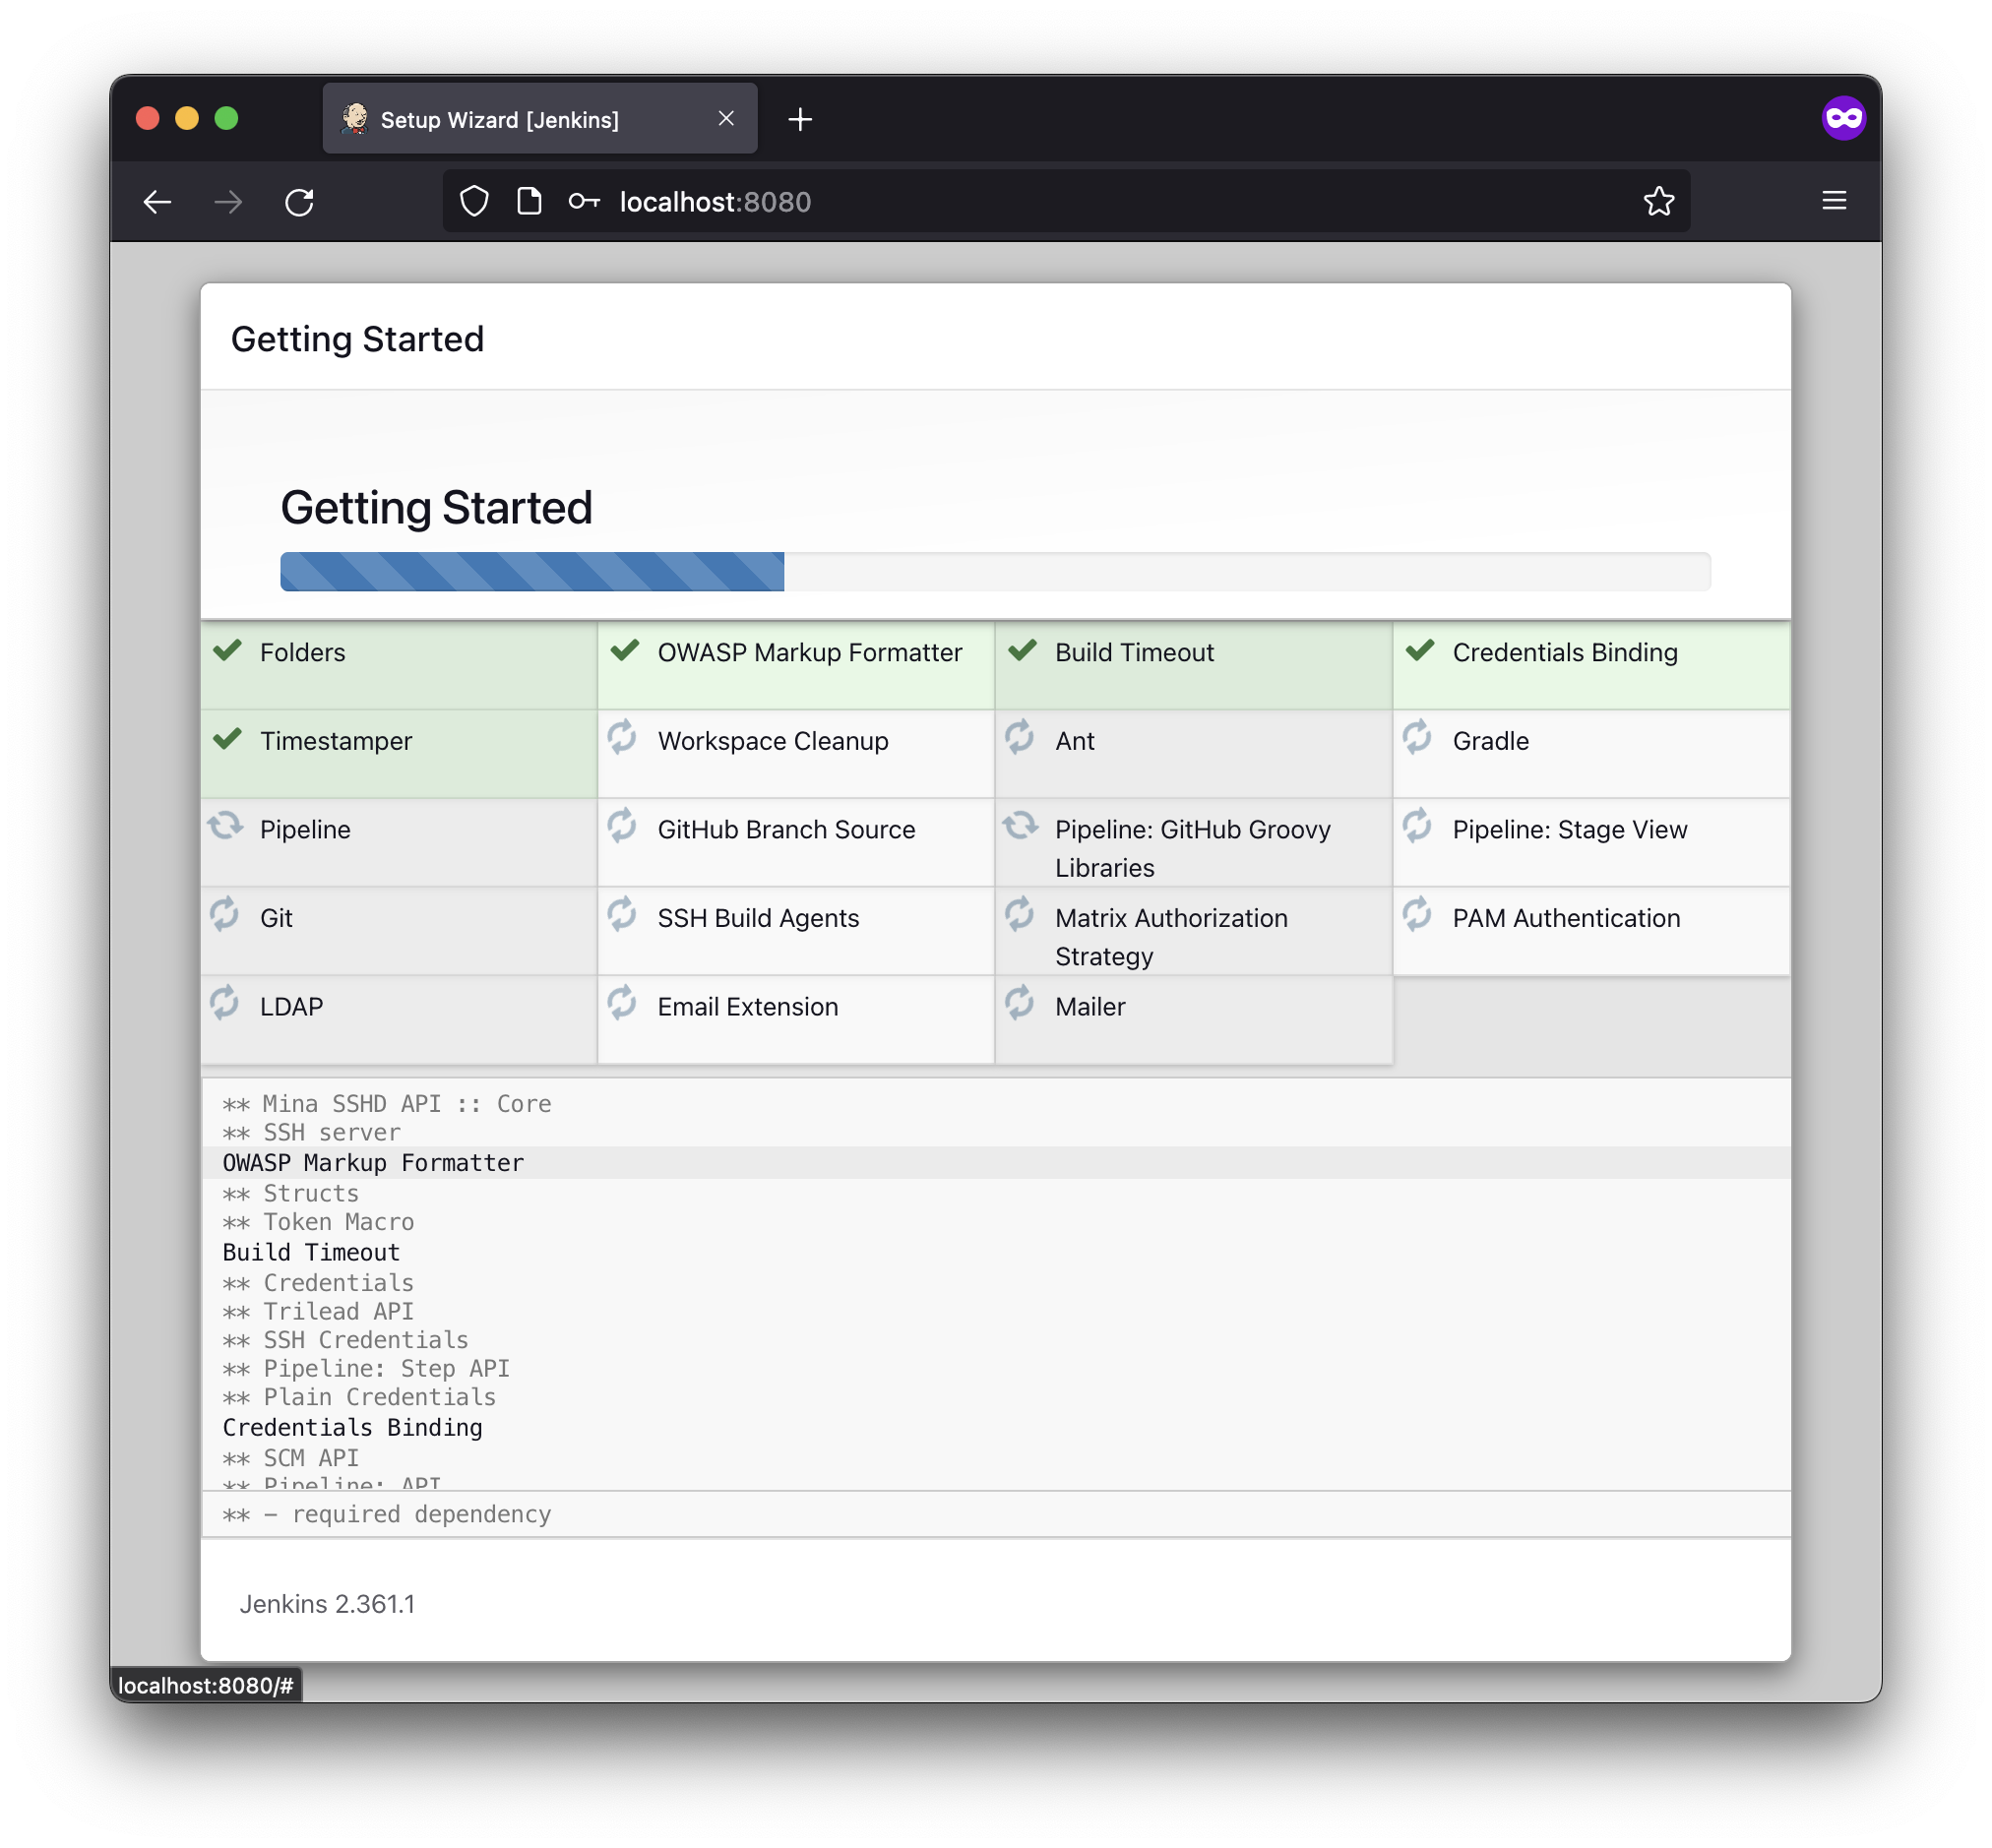 Setup Wizard [Jenkins]
localhost:8080
Getting Started
Getting Started
Folders
OWASP Markup Formatter
Build Timeout
Credentials Binding
Timestamper
Workspace Cleanup
Ant
Gradle
Pipeline
GitHub Branch Source
Pipeline: GitHub Groovy
Libraries
Pipeline: Stage View
Git
SSH Build Agents
Matrix Authorization
Strategy
PAM Authentication
LDAP
Email Extension
Mailer
** Mina SSHD API :: Core
** SSH server
OWASP Markup Formatter
** Structs
** Token Macro
Build Timeout
** Credentials
** Trilead API
** SSH Credentials
** Pipeline: Step API
** Plain Credentials
Credentials Binding
** SCM API
** Pipeline: API
** – required dependency
Jenkins 2.361.1
localhost:8080/#